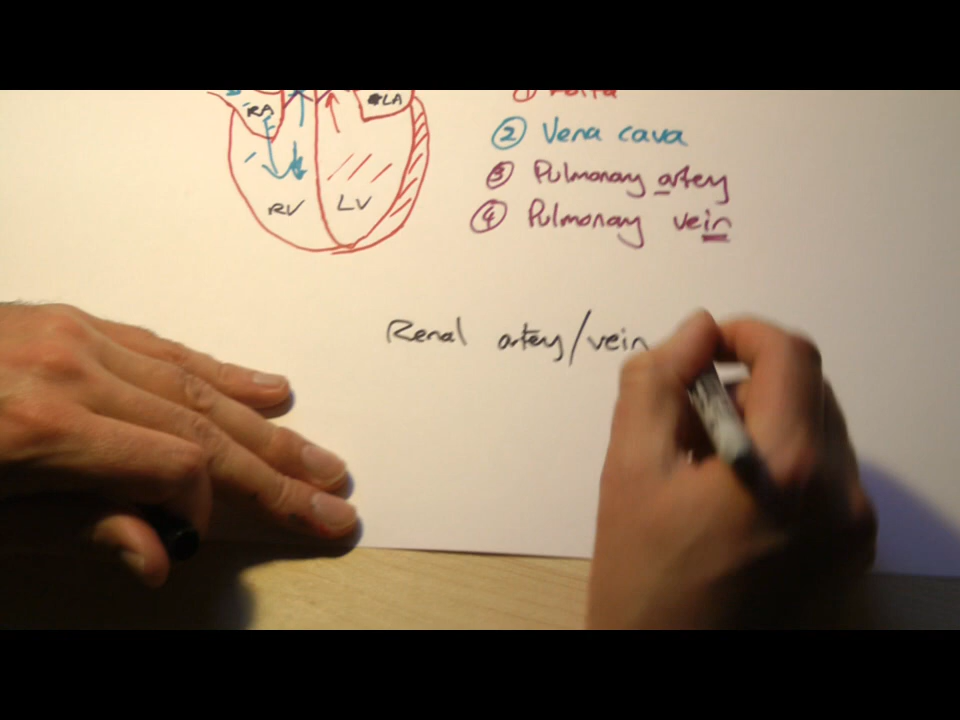 RA
LA
RV LV
② Vena cava
③ Pulmonary artery
④ Pulmonary vein
Renal artery/vein